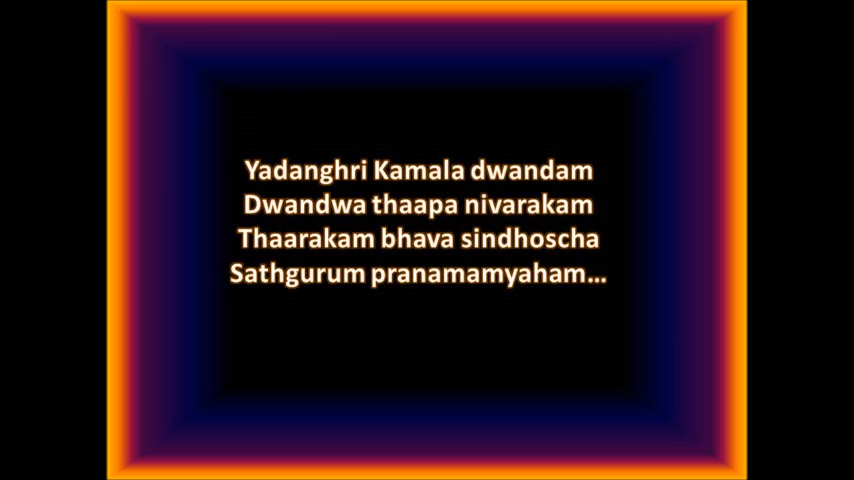 Yadanghri Kamala dwandam
Dwandwa thaapa nivarakam
Thaarakam bhava sindhoscha
Sathgurum pranamamyaham...